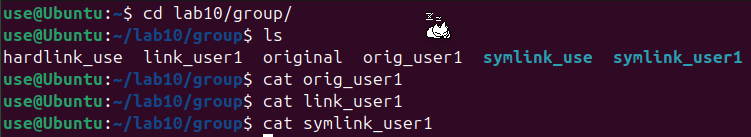 use@Ubuntu:~$ cd lab10/group/
use@Ubuntu:~/lab10/group$ ls
hardlink_use  link_user1  original  orig_user1  symlink_use  symlink_user1
use@Ubuntu:~/lab10/group$ cat orig_user1
use@Ubuntu:~/lab10/group$ cat link_user1
use@Ubuntu:~/lab10/group$ cat symlink_user1